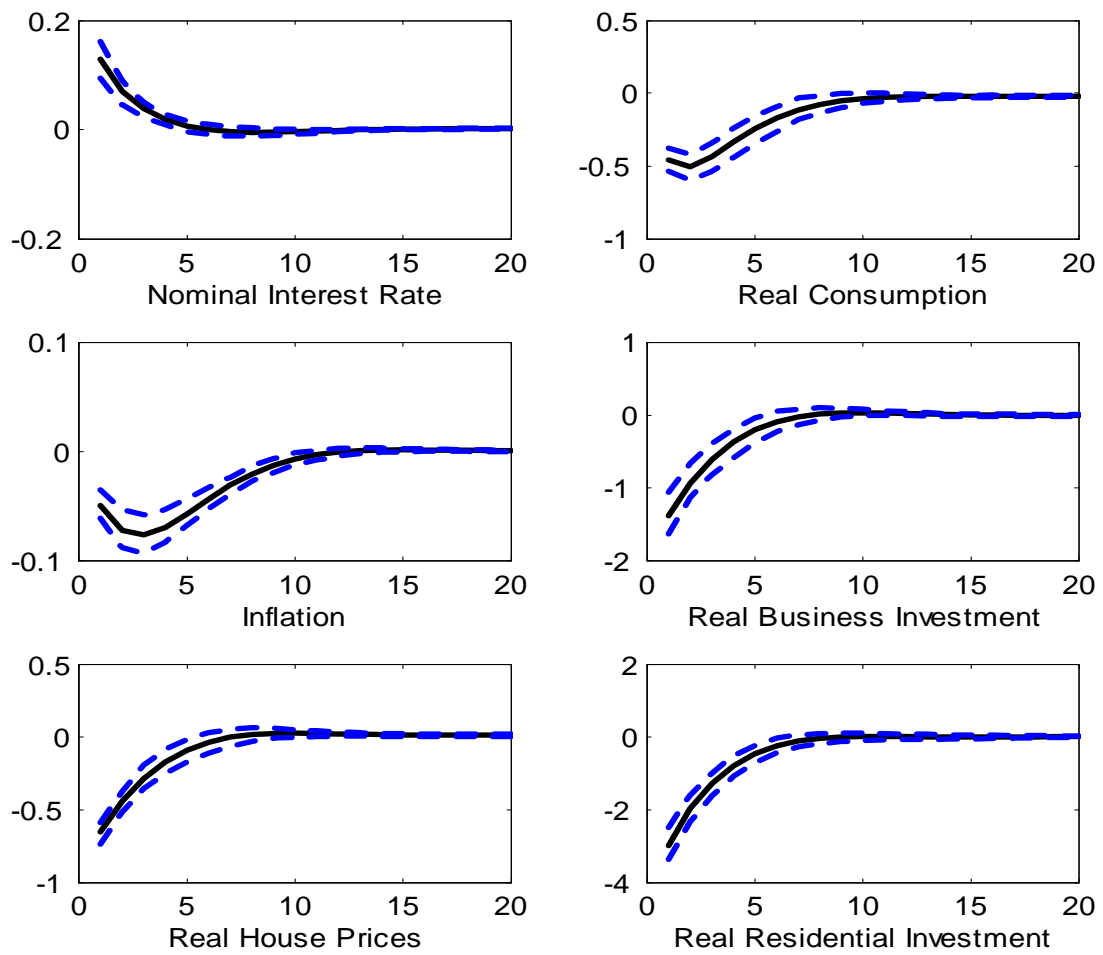 0.2
0
-0.2
0 5 10 15 20
Nominal Interest Rate
0.5
0
-0.5
-1
0 5 10 15 20
Real Consumption
0.1
0
-0.1
0 5 10 15 20
Inflation
1
0
-1
-2
0 5 10 15 20
Real Business Investment
0.5
0
-0.5
-1
0 5 10 15 20
Real House Prices
2
0
-2
-4
0 5 10 15 20
Real Residential Investment